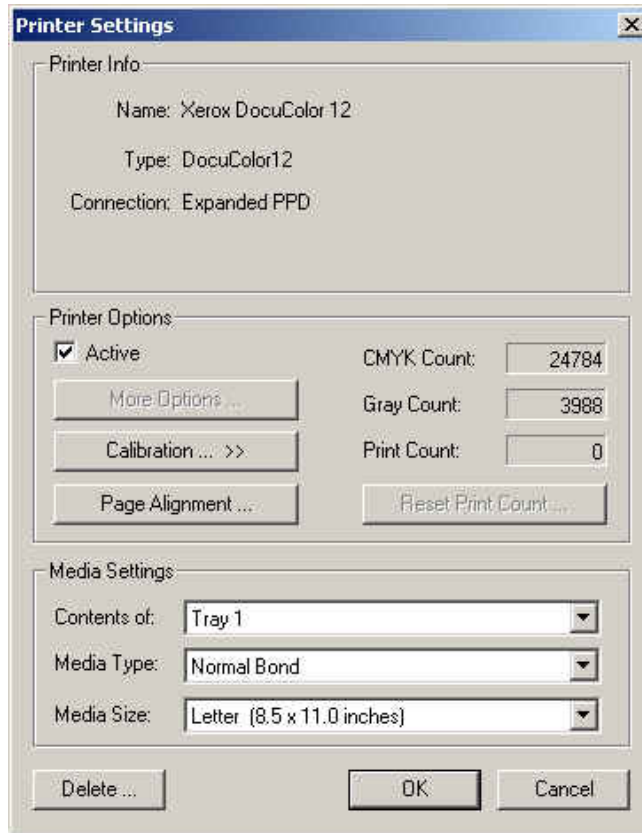 Printer Settings
Printer Info
Name: Xerox DocuColor 12
Type: DocuColor12
Connection: Expanded PPD
Printer Options
Active
CMYK Count: 24784
More Options ...
Gray Count: 3988
Calibration ... >>
Print Count: 0
Page Alignment ...
Reset Print Count ...
Media Settings
Contents of: Tray 1
Media Type: Normal Bond
Media Size: Letter (8.5 x 11.0 inches)
Delete ...
OK
Cancel